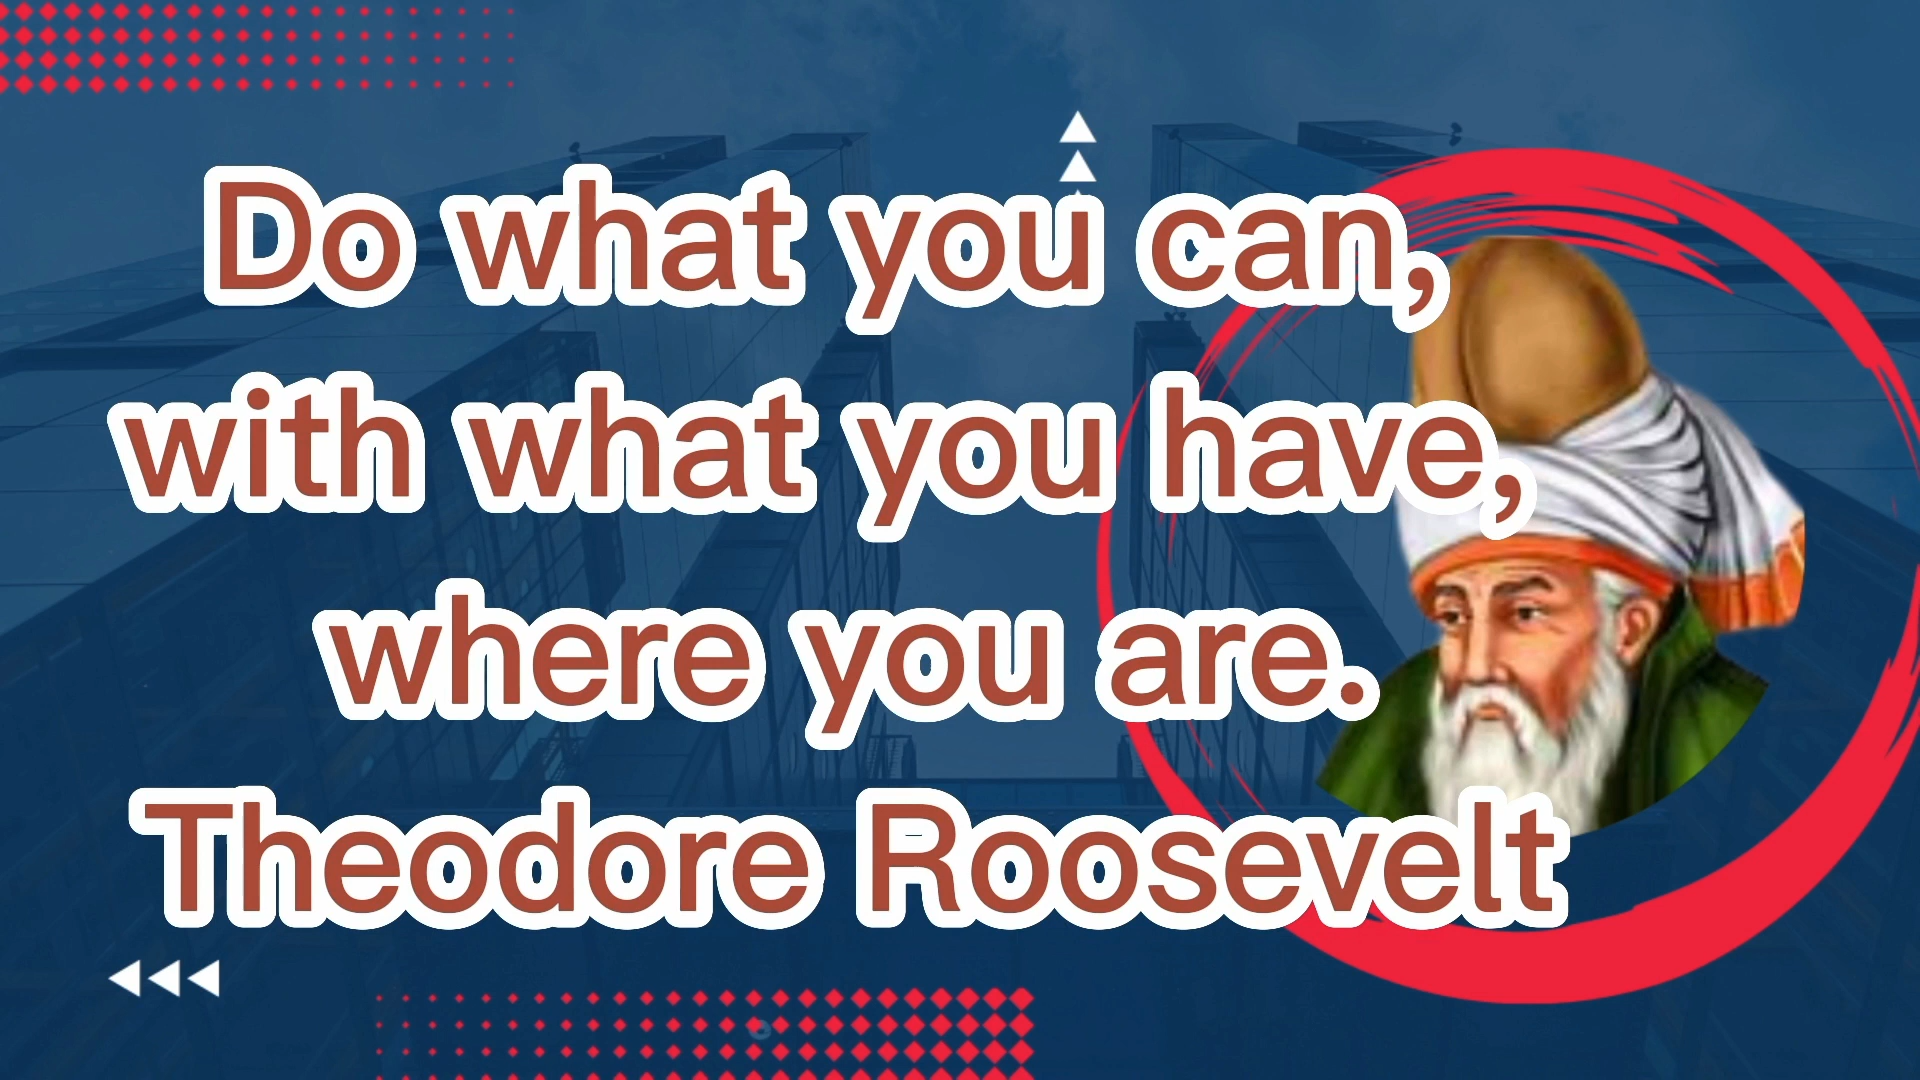 Do what you can,
with what you have,
where you are.
Theodore Roosevelt